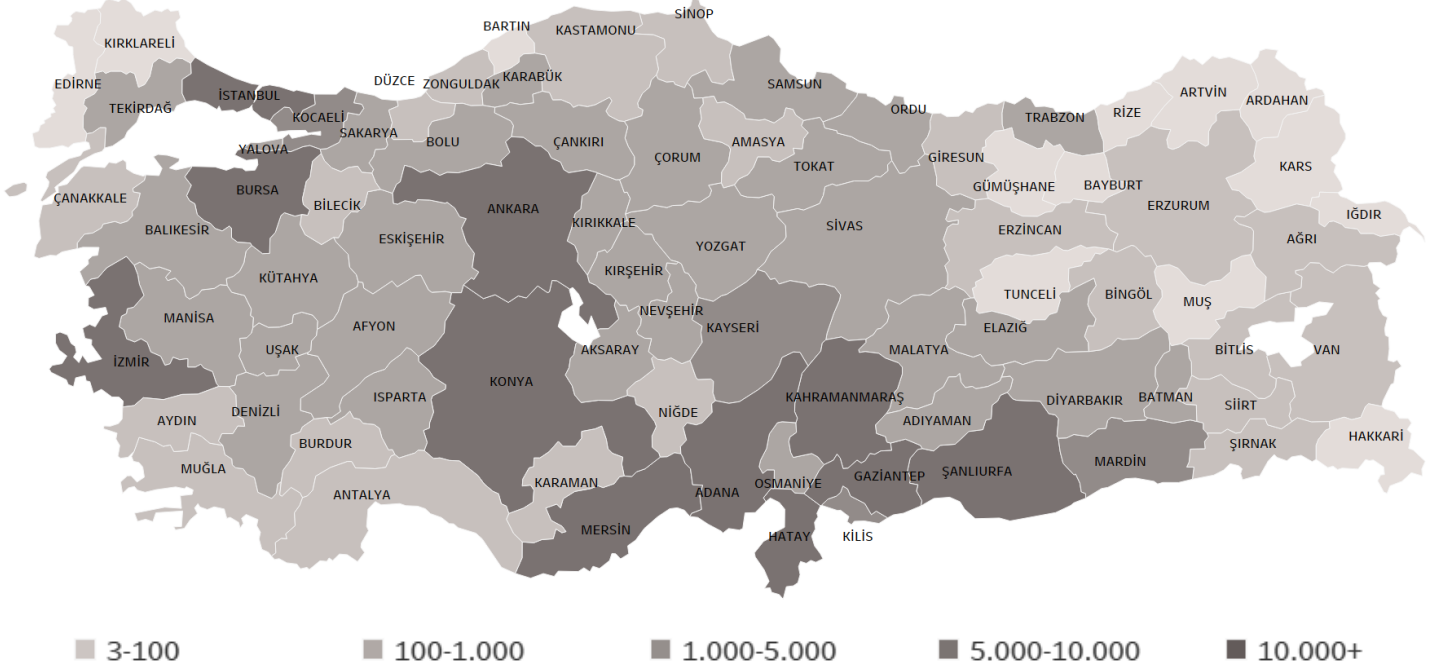 SİNOP
BARTIN
KASTAMONU
KIRKLARELİ
EDİRNE
DÜZCE
ZONGULDAK
KARABÜK
SAMSUN
ARTVİN
ARDAHAN
İSTANBUL
TEKİRDAĞ
KOCAELİ
ORDU
TRABZON
RİZE
SAKARYA
YALOVA
BOLU
ÇANKIRI
AMASYA
ÇORUM
GİRESUN
TOKAT
KARS
GÜMÜŞHANE
BAYBURT
BURSA
ÇANAKKALE
BİLECİK
ANKARA
ERZURUM
IĞDIR
BALIKESİR
KIRIKKALE
SİVAS
ERZİNCAN
ESKİŞEHİR
YOZGAT
AĞRI
KÜTAHYA
KIRŞEHİR
TUNCELİ
BİNGÖL
MUŞ
MANİSA
AFYON
NEVŞEHİR
KAYSERİ
ELAZIĞ
UŞAK
AKSARAY
MALATYA
BİTLİS
VAN
İZMİR
KONYA
ISPARTA
KAHRAMANMARAŞ
DİYARBAKIR
BATMAN
SİİRT
DENİZLİ
NİĞDE
AYDIN
ADIYAMAN
HAKKARİ
BURDUR
ŞIRNAK
MARDİN
MUĞLA
ŞANLIURFA
GAZİANTEP
KARAMAN
OSMANİYE
ADANA
ANTALYA
MERSİN
HATAY
KİLİS
3-100
100-1.000
1.000-5.000
5.000-10.000
10.000+